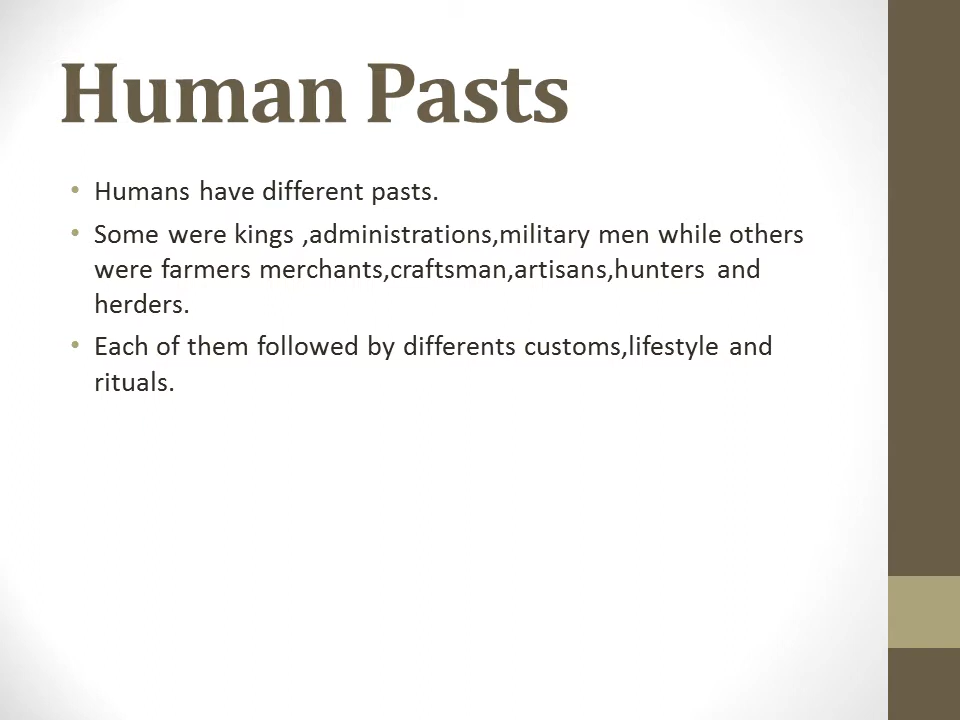 Human Pasts
• Humans have different pasts.
• Some were kings ,administrations,military men while others
were farmers merchants,craftsman,artisans,hunters and
herders.
• Each of them followed by differents customs,lifestyle and
rituals.